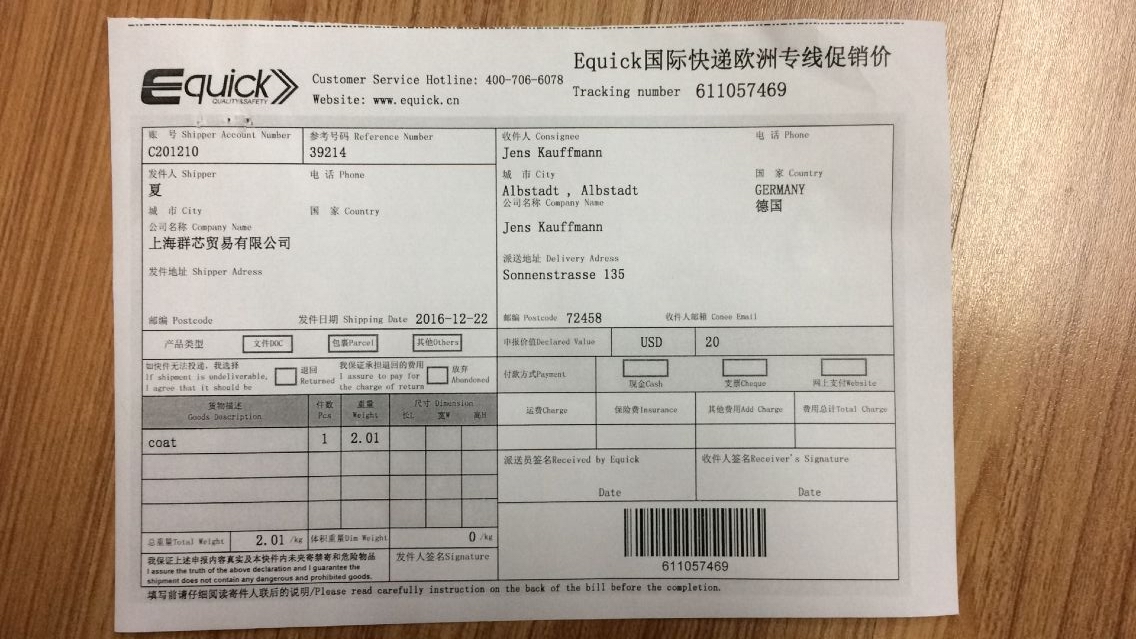 Equick国际快递欧洲专线促销价
Equick
QUALITY&SAFETY
Customer Service Hotline: 400-706-6078
Website: www.equick.cn
Tracking number 611057469
账 号 Shipper Account Number
C201210
参考号码 Reference Number
39214
发件人 Shipper
夏
电 话 Phone
城 市 City
国 家 Country
公司名称 Company Name
上海群芯贸易有限公司
发件地址 Shipper Adress
邮编 Postcode
发件日期 Shipping Date 2016-12-22
收件人 Consignee
Jens Kauffmann
电 话 Phone
城 市 City
Albstadt , Albstadt
国 家 Country
GERMANY
德国
公司名称 Company Name
Jens Kauffmann
派送地址 Delivery Adress
Sonnenstrasse 135
邮编 Postcode 72458
收件人邮箱 Conee Email
产品类型
文件DOC
包裹Parcel
其他Others
申报价值Declared Value
USD
20
如快件无法投递，我选择
If shipment is undeliverable,
I agree that it should be
退回
Returned
我保证承担退回的费用
I assure to pay for
the charge of return
放弃
Abandoned
付款方式Payment
现金Cash
支票Cheque
网上支付Website
货物描述
Goods Description
件数
Pcs
重量
Weight
尺寸 Dimension
长L 宽W 高H
运费Charge
保险费Insurance
其他费用Add Charge
费用总计Total Charge
coat 1 2.01
派送员签名Received by Equick
Date
收件人签名Receiver's Signature
Date
总重量Total Weight 2.01 /kg
体积重量Dim Weight 0 /kg
我保证上述申报内容真实及本快件内未夹寄禁寄和危险物品
I assure the truth of the above declaration and I guarantee the
shipment does not contain any dangerous and prohibited goods.
发件人签名Signature
611057469
填写前请仔细阅读寄件人联后的说明/Please read carefully instruction on the back of the bill before the completion.